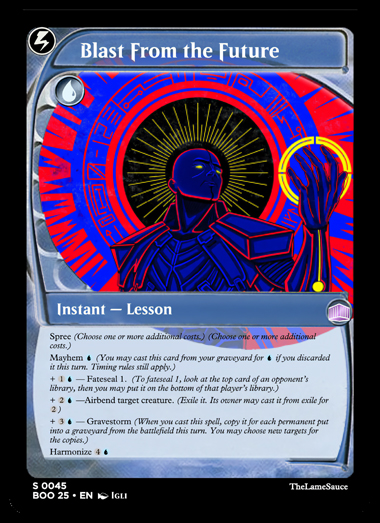 Blast From the Future
Instant — Lesson
Spree (Choose one or more additional costs.) (Choose one or more additional
costs.)
Mayhem (You may cast this card from your graveyard for if you discarded
it this turn. Timing rules still apply.)
+ 1 — Fateseal 1. (To fateseal 1, look at the top card of an opponent's
library, then you may put it on the bottom of that player's library.)
+ 2 —Airbend target creature. (Exile it. Its owner may cast it from exile for
2)
+ 3 — Gravestorm (When you cast this spell, copy it for each permanent put
into a graveyard from the battlefield this turn. You may choose new targets for
the copies.)
Harmonize 4
S 0045
BOO 25 • EN Igli
TheLameSauce